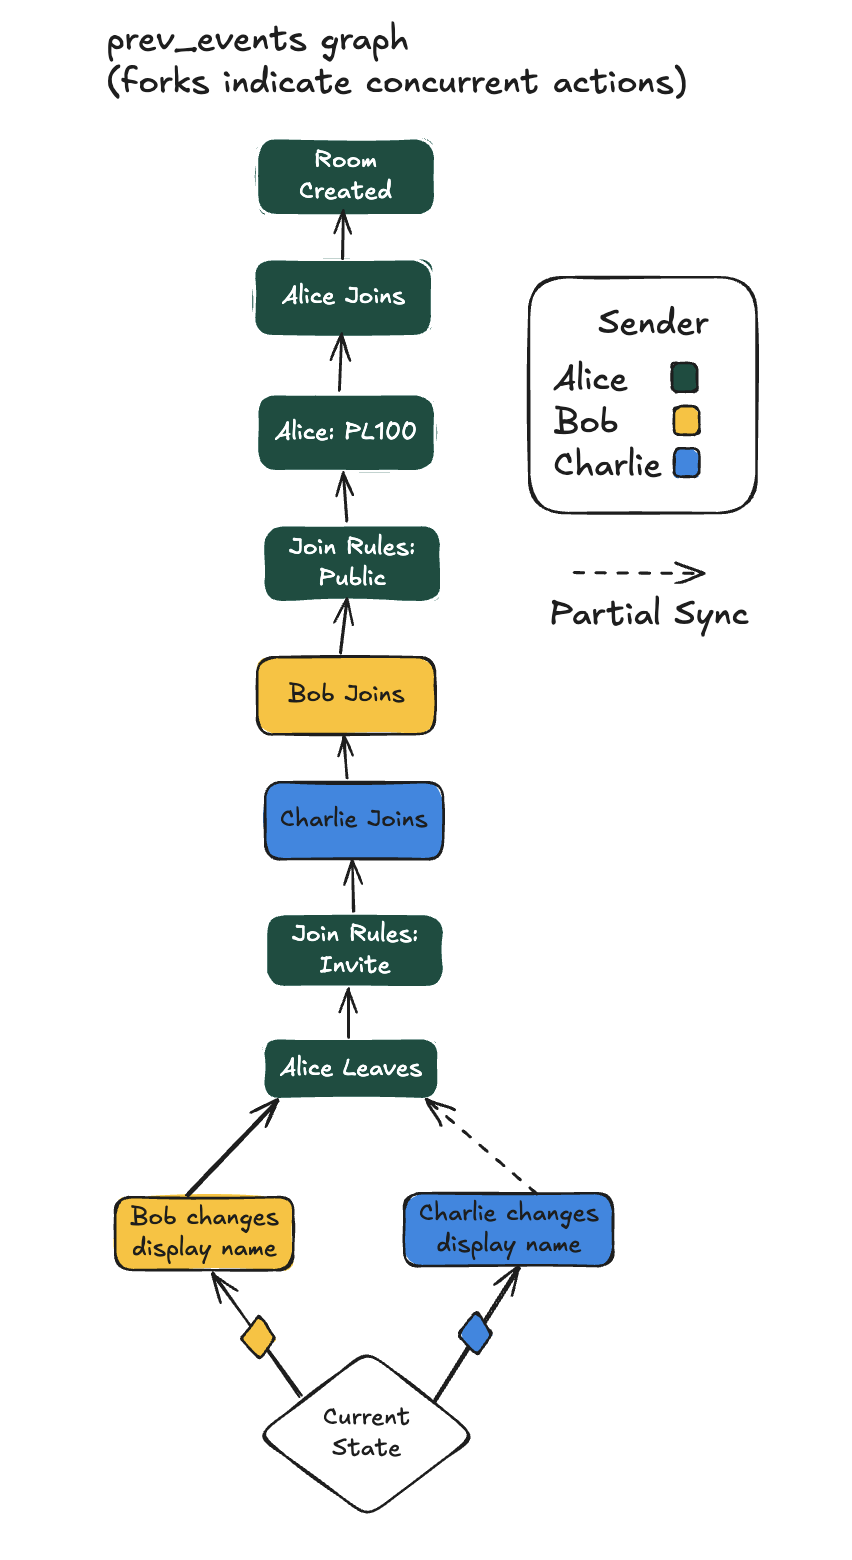 prev_events graph
(forks indicate concurrent actions)
Room
Created
Alice Joins
Alice: PL100
Join Rules:
Public
Bob Joins
Charlie Joins
Join Rules:
Invite
Alice Leaves
Bob changes
display name
Charlie changes
display name
Current
State
Sender
Alice
Bob
Charlie
Partial Sync